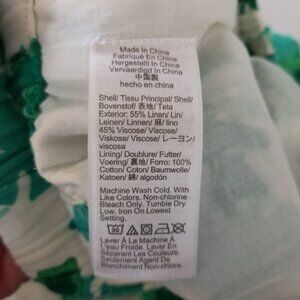 Made In China
Fabriqué En Chine
Hergestellt In China
Vervaardigd In China
中国製
hecho en china
Shell/ Tissu Principal/ Shell/
Bovenstof/ 表地/ Tela
Exterior: 55% Linen/ Lin/
Leinen/ Linnen/ 麻/ lino
45% Viscose/ Viscose/
Viskose/ Viscose/ レーヨン/
viscosa
Lining/ Doublure/ Futter/
Voering/ 裏地/ Forro: 100%
Cotton/ Coton/ Baumwolle/
Katoen/ 綿/ algodón
Machine Wash Cold. With
Like Colors. Non-chlorine
Bleach Only. Tumble Dry
Low. Iron On Lowest
Setting.
Laver À La Machine À
L'eau Froide. Laver En
Séparant Les Couleurs.
Seulement Agent De
Blanchiment Non-chloré.